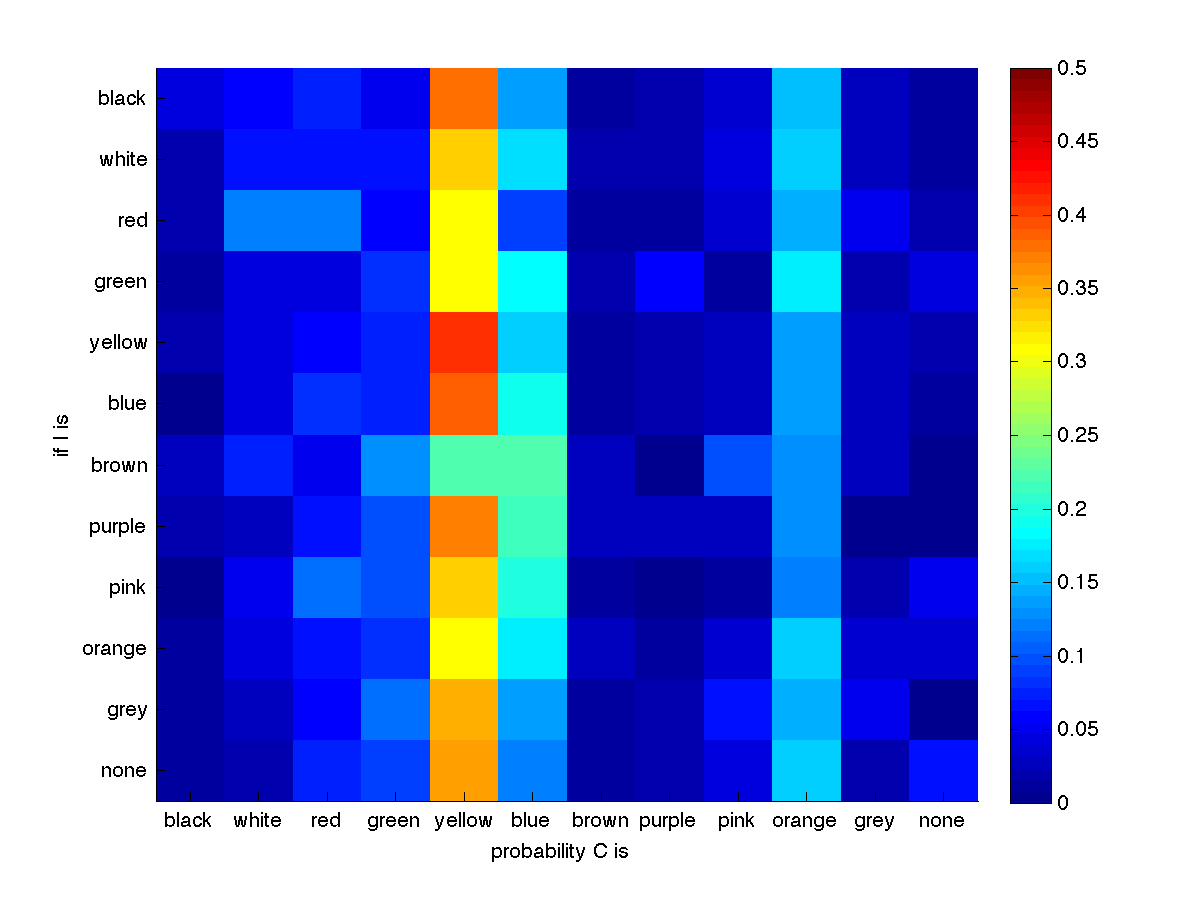 black
white
red
green
yellow
blue
brown
purple
pink
orange
grey
none
if I is
black white red green yellow blue brown purple pink orange grey none
probability C is
0.5
0.45
0.4
0.35
0.3
0.25
0.2
0.15
0.1
0.05
0